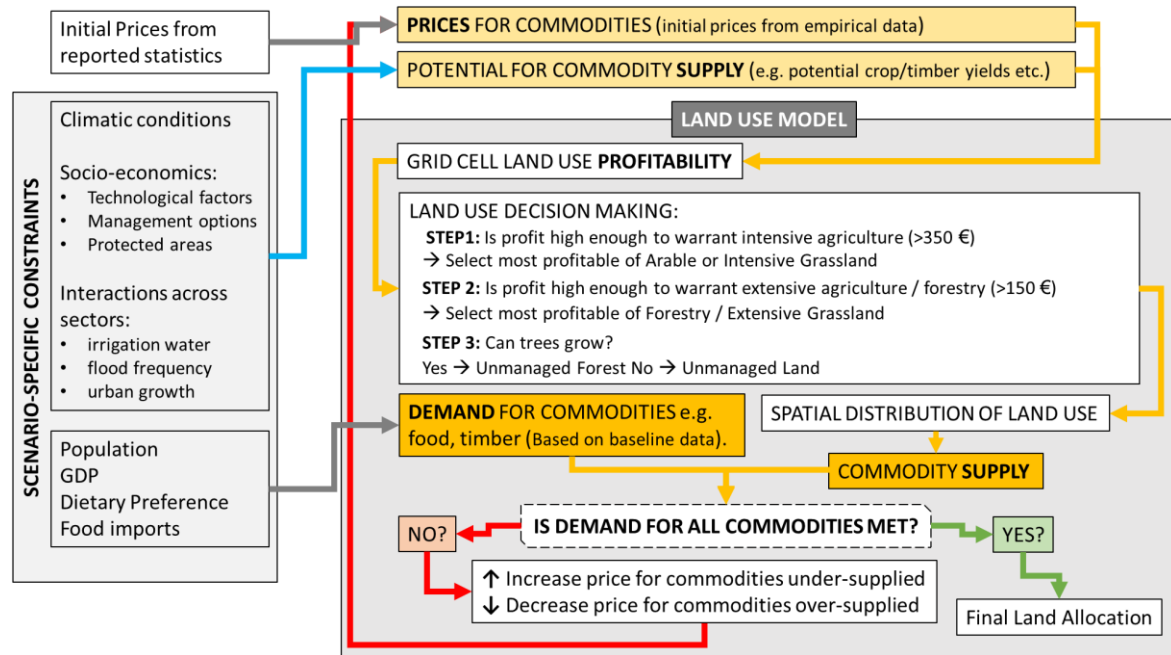 Initial Prices from
reported statistics
PRICES FOR COMMODITIES (initial prices from empirical data)
POTENTIAL FOR COMMODITY SUPPLY (e.g. potential crop/timber yields etc.)
SCENARIO-SPECIFIC CONSTRAINTS
Climatic conditions
Socio-economics:
• Technological factors
• Management options
• Protected areas
Interactions across
sectors:
• irrigation water
• flood frequency
• urban growth
Population
GDP
Dietary Preference
Food imports
LAND USE MODEL
GRID CELL LAND USE PROFITABILITY
LAND USE DECISION MAKING:
STEP1: Is profit high enough to warrant intensive agriculture (>350 €)
→ Select most profitable of Arable or Intensive Grassland
STEP 2: Is profit high enough to warrant extensive agriculture / forestry (>150 €)
→ Select most profitable of Forestry / Extensive Grassland
STEP 3: Can trees grow?
Yes → Unmanaged Forest No → Unmanaged Land
DEMAND FOR COMMODITIES e.g.
food, timber (Based on baseline data).
SPATIAL DISTRIBUTION OF LAND USE
COMMODITY SUPPLY
IS DEMAND FOR ALL COMMODITIES MET?
NO?
YES?
↑ Increase price for commodities under-supplied
↓ Decrease price for commodities over-supplied
Final Land Allocation